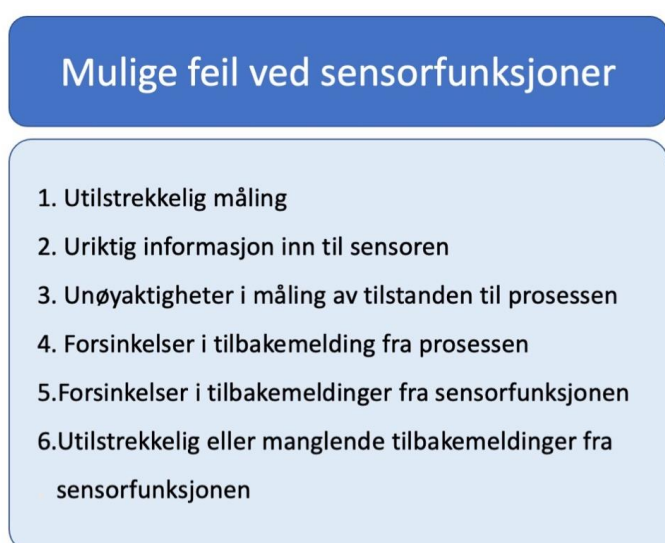 Mulige feil ved sensorfunksjoner
1. Utilstrekkelig måling
2. Uriktig informasjon inn til sensoren
3. Unøyaktigheter i måling av tilstanden til prosessen
4. Forsinkelser i tilbakemelding fra prosessen
5.Forsinkelser i tilbakemeldinger fra sensorfunksjonen
6.Utilstrekkelig eller manglende tilbakemeldinger fra
sensorfunksjonen